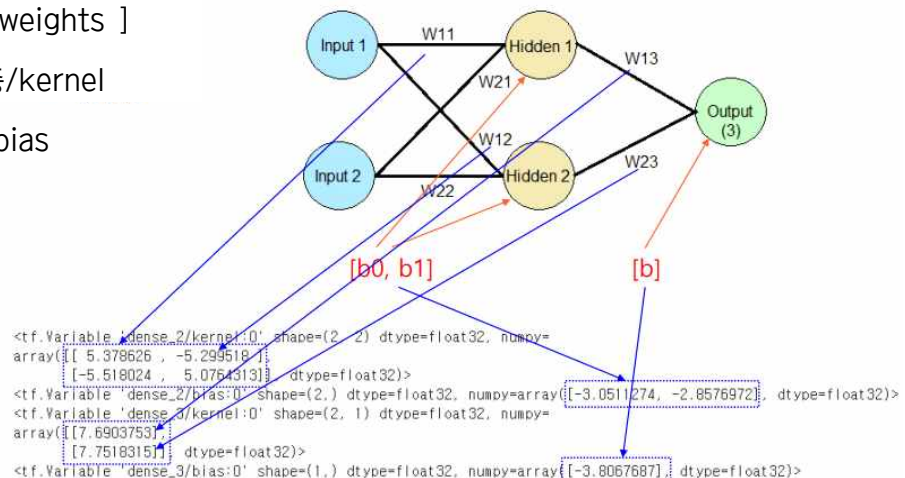 weights ]
/kernel
bias
Input 1
W11
Hidden 1
W13
W21
Output
(3)
W12
Input 2
W22
Hidden 2
W23
[b0, b1]
[b]
<tf.Variable 'dense_2/kernel:0' shape=(2, 2) dtype=float32, numpy=
array([[ 5.378626 , -5.299518 ],
[-5.518024 , 5.0764313]], dtype=float32)>
<tf.Variable 'dense_2/bias:0' shape=(2,) dtype=float32, numpy=array([-3.0511274, -2.8576972], dtype=float32)>
<tf.Variable 'dense_3/kernel:0' shape=(2, 1) dtype=float32, numpy=
array([[7.6903753],
[7.7518315]], dtype=float32)>
<tf.Variable 'dense_3/bias:0' shape=(1,) dtype=float32, numpy=array([-3.8067687], dtype=float32)>